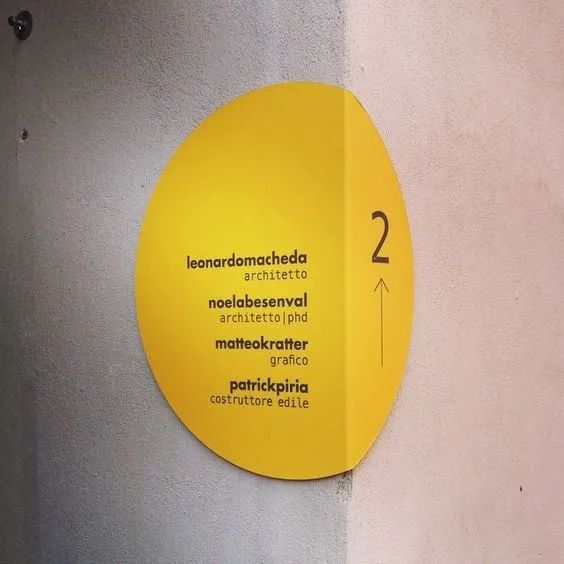 leonardomacheda
architetto
noelabesenval
architetto|phd
matteokratter
grafico
patrickpiria
costruttore edile
2